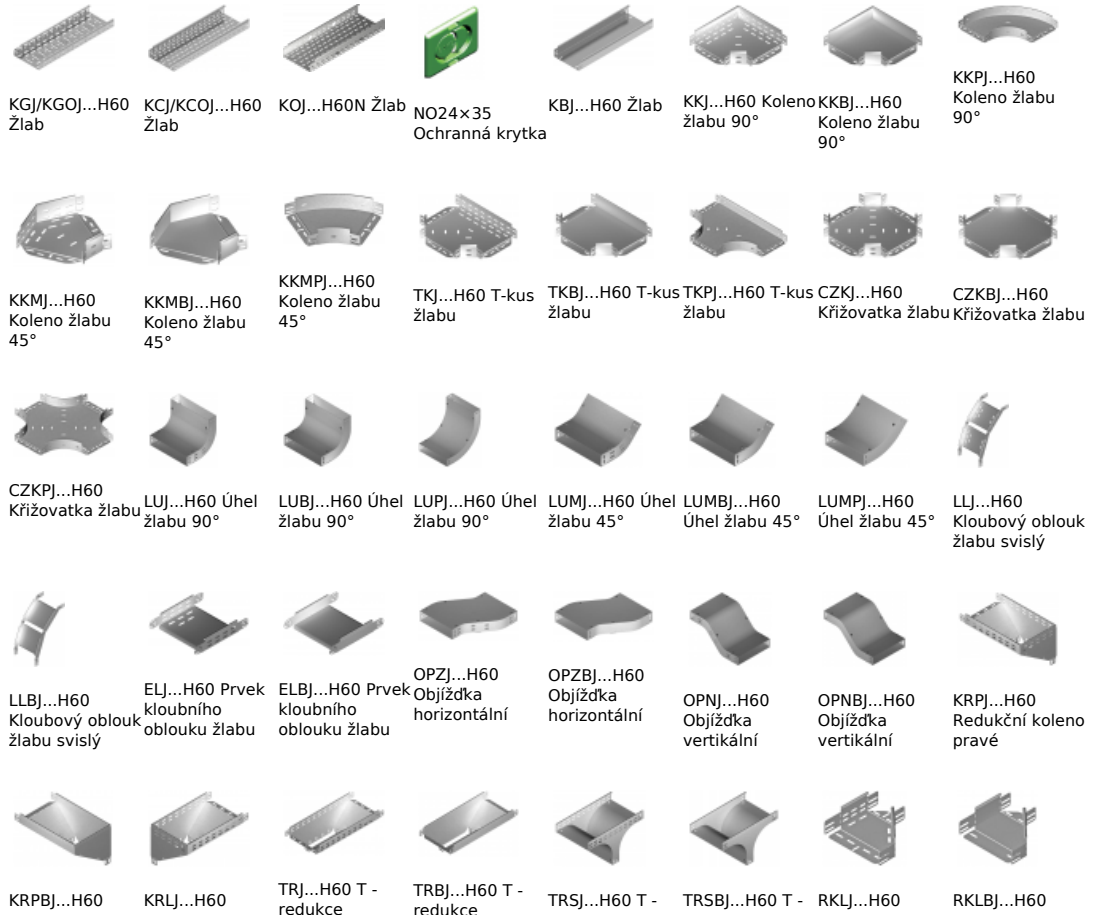 KGJ/KGOJ...H60
Žlab
KCJ/KCOJ...H60
Žlab
KOJ...H60N Žlab
NO24×35
Ochranná krytka
KBJ...H60 Žlab
KKJ...H60 Koleno
žlabu 90°
KKBJ...H60
Koleno žlabu
90°
KKPJ...H60
Koleno žlabu
90°
KKMJ...H60
Koleno žlabu
45°
KKMBJ...H60
Koleno žlabu
45°
KKMPJ...H60
Koleno žlabu
45°
TKJ...H60 T-kus
žlabu
TKBJ...H60 T-kus
žlabu
TKPJ...H60 T-kus
žlabu
CZKJ...H60
Křižovatka žlabu
CZKBJ...H60
Křižovatka žlabu
CZKPJ...H60
Křižovatka žlabu
LUJ...H60 Úhel
žlabu 90°
LUBJ...H60 Úhel
žlabu 90°
LUPJ...H60 Úhel
žlabu 90°
LUMJ...H60 Úhel
žlabu 45°
LUMBJ...H60
Úhel žlabu 45°
LUMPJ...H60
Úhel žlabu 45°
LLJ...H60
Kloubový oblouk
žlabu svislý
LLBJ...H60
Kloubový oblouk
žlabu svislý
ELJ...H60 Prvek
kloubního
oblouku žlabu
ELBJ...H60 Prvek
kloubního
oblouku žlabu
OPZJ...H60
Objížďka
horizontální
OPZBJ...H60
Objížďka
horizontální
OPNJ...H60
Objížďka
vertikální
OPNBJ...H60
Objížďka
vertikální
KRPJ...H60
Redukční koleno
pravé
KRPBJ...H60
KRLJ...H60
TRJ...H60 T -
redukce
TRBJ...H60 T -
redukce
TRSJ...H60 T -
TRSBJ...H60 T -
RKLJ...H60
RKLBJ...H60